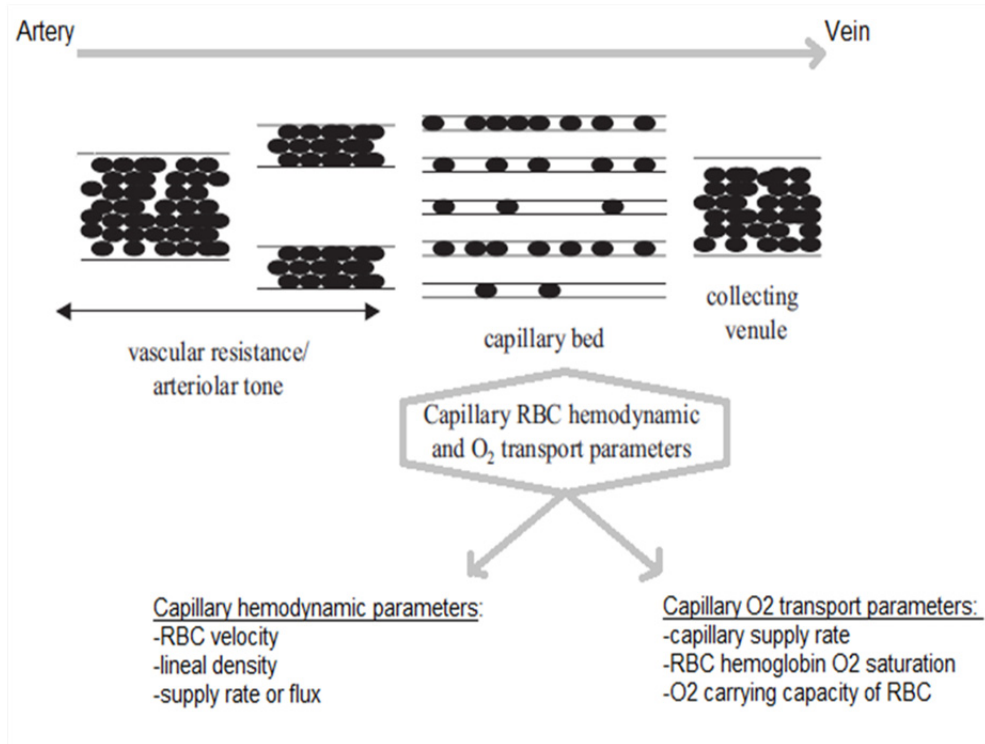 Artery
Vein
vascular resistance/
arteriolar tone
capillary bed
collecting
venule
Capillary RBC hemodynamic
and O₂ transport parameters
Capillary hemodynamic parameters:
-RBC velocity
-lineal density
-supply rate or flux
Capillary O2 transport parameters:
-capillary supply rate
-RBC hemoglobin O2 saturation
-O2 carrying capacity of RBC